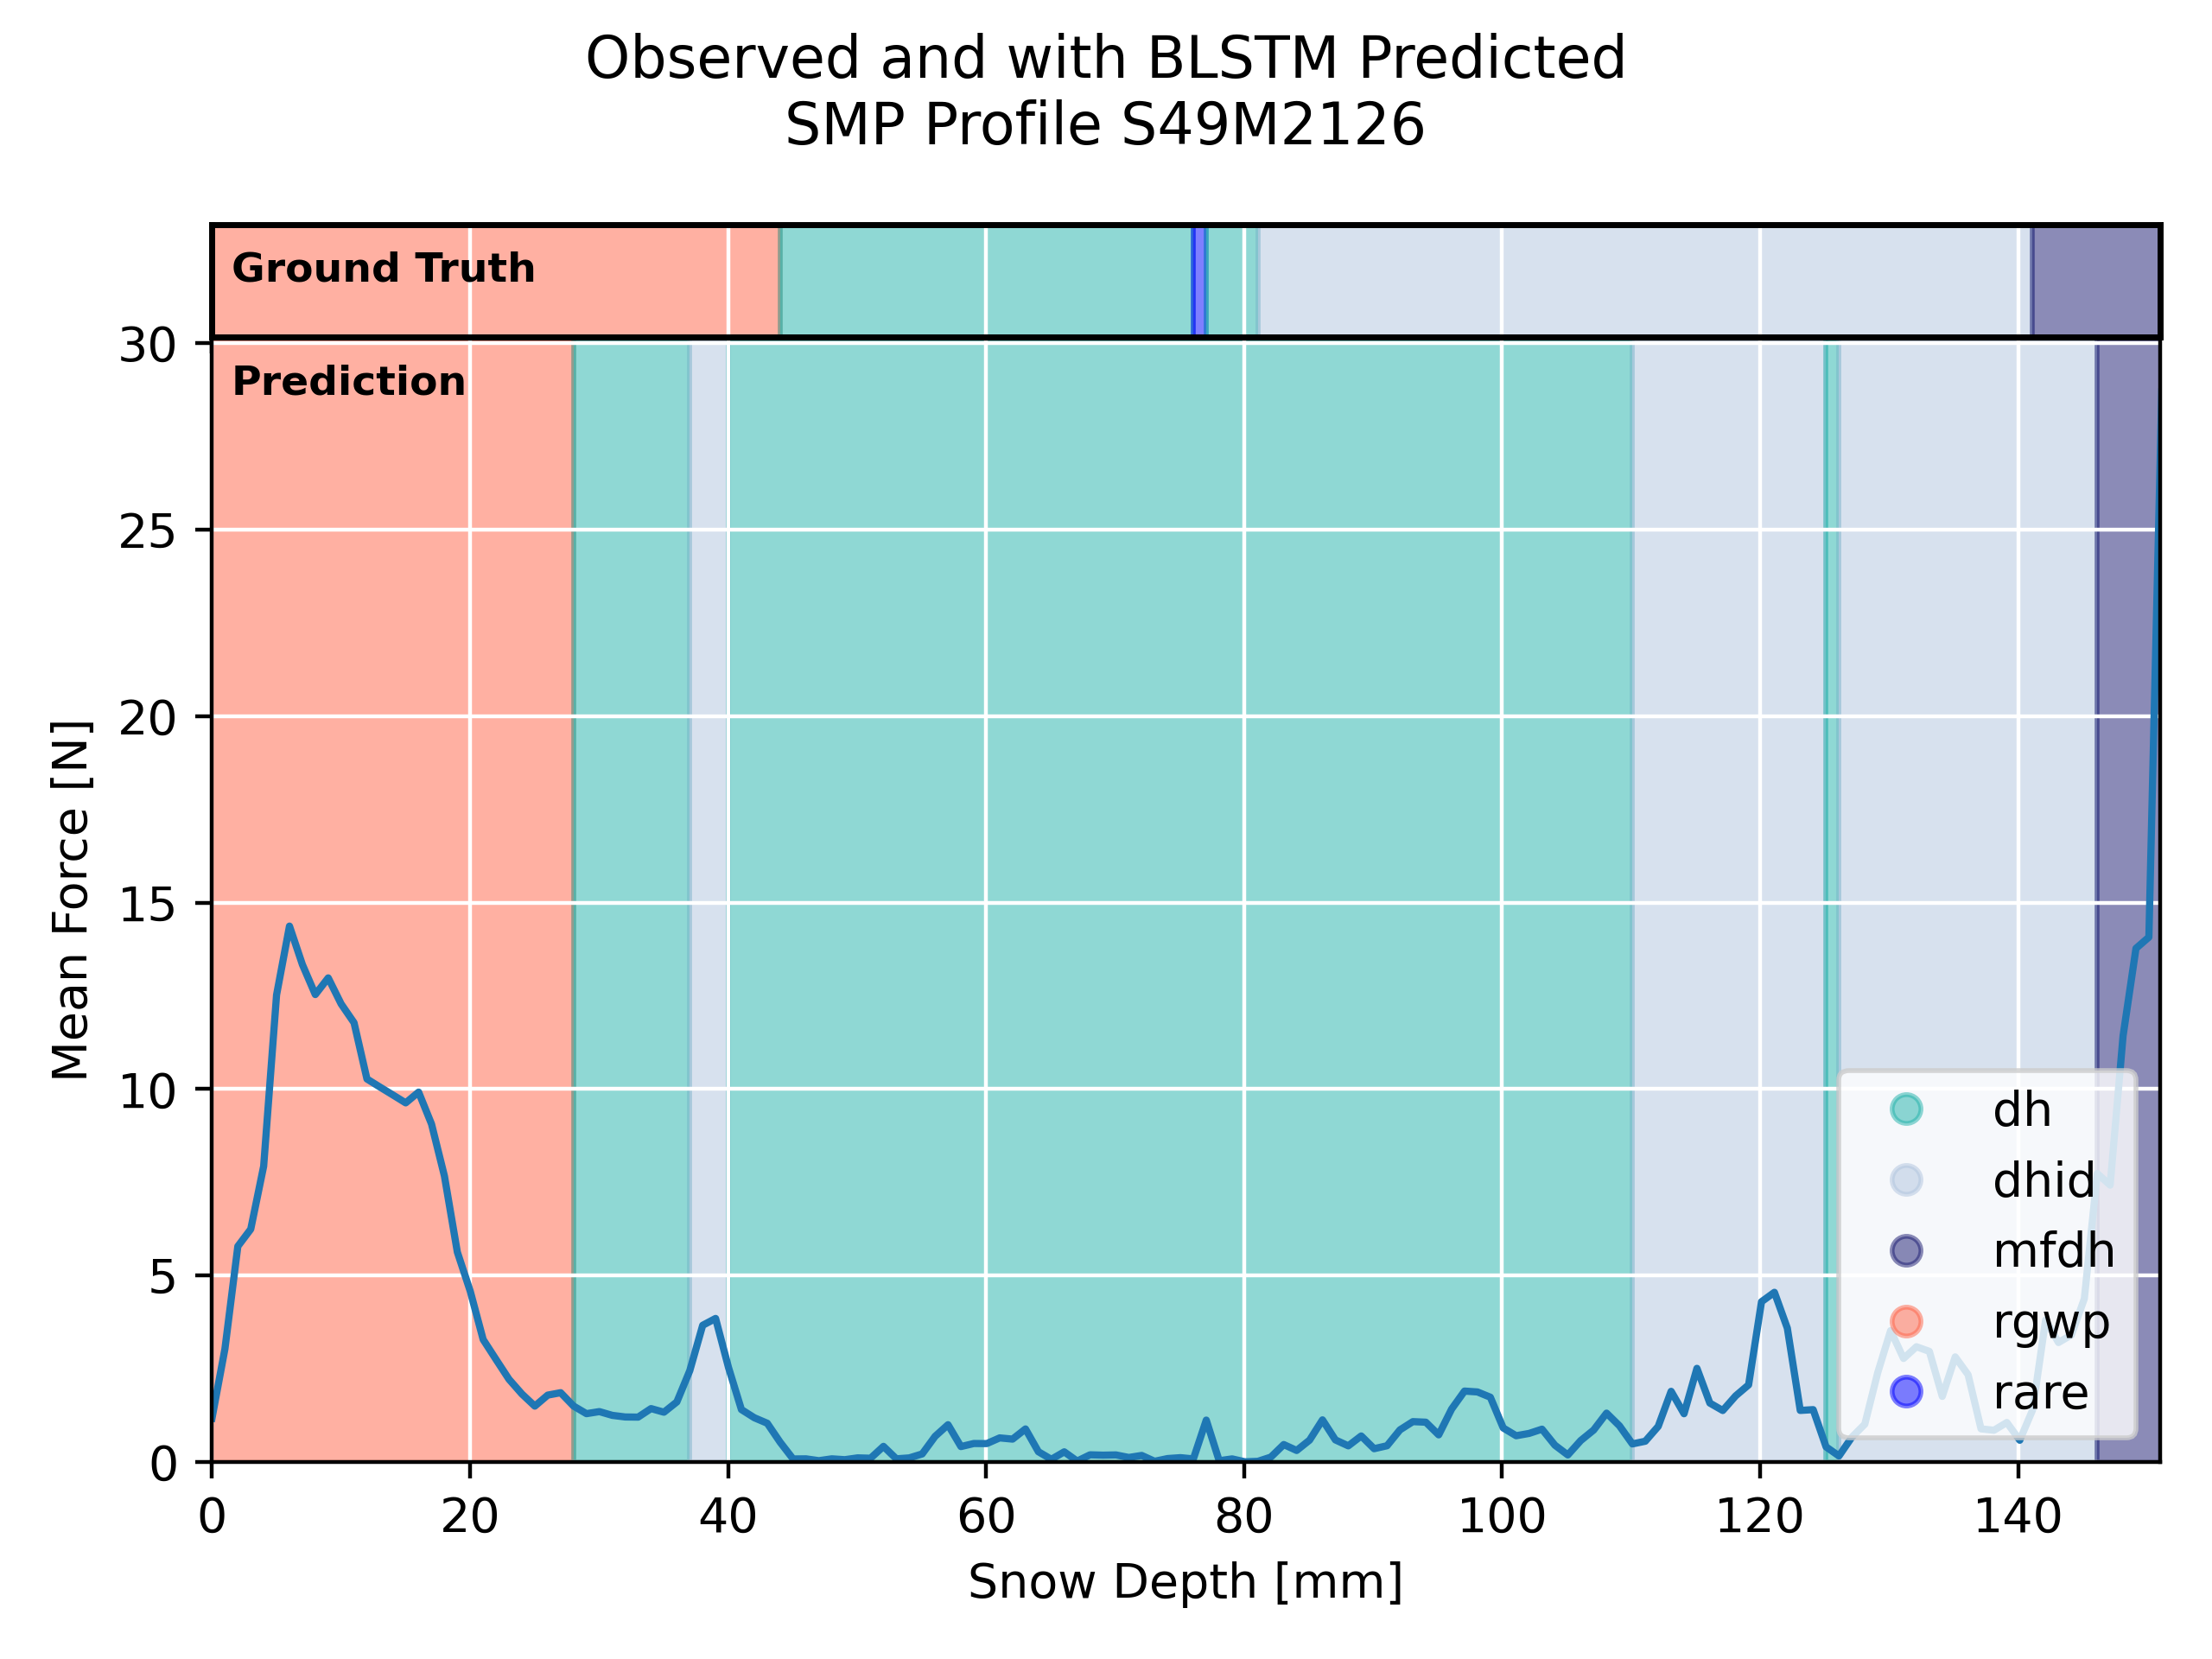 Observed and with BLSTM Predicted
SMP Profile S49M2126
Ground Truth
Prediction
30
25
20
15
10
5
0
Mean Force [N]
0 20 40 60 80 100 120 140
Snow Depth [mm]
dh
dhid
mfdh
rgwp
rare